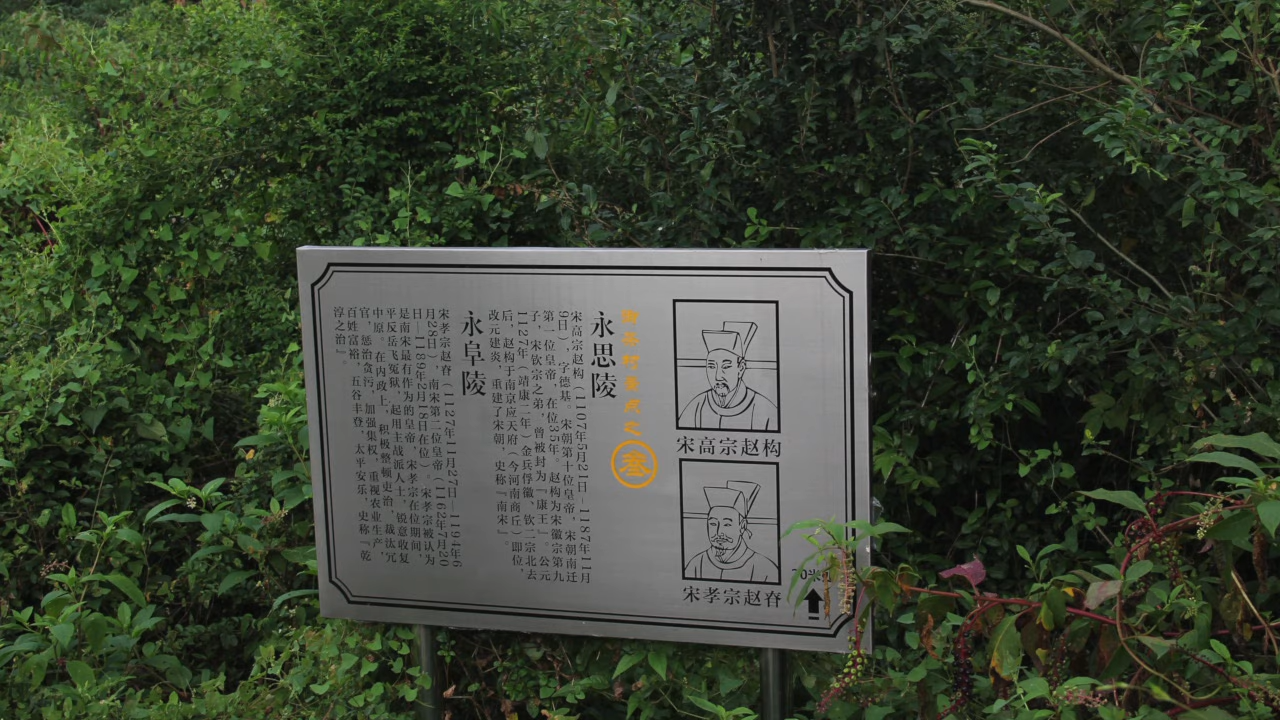 宋高宗赵构
宋孝宗赵昚
御茶村景点之叁
永思陵
宋高宗赵构（1107年5月21日—1187年11月
9日），字德基。宋朝第十位皇帝，宋朝南迁
第一位皇帝，在位35年。赵构为宋徽宗第九
子，宋钦宗之弟，曾被封为『康王』。公元
1127年（靖康二年）金兵俘徽、钦二宗北去
后，赵构于南京应天府（今河南商丘）即位，
改元建炎，重建了宋朝，史称『南宋』。
永阜陵
宋孝宗赵昚（1127年11月27日—1194年6
月28日），南宋第二位皇帝（1162年7月20
日—1189年2月18日在位）。宋孝宗被认为
是南宋最有作为的皇帝，宋孝宗在位期间，
平反岳飞冤狱，起用主战派人士，锐意收复
中原。在内政上，积极整顿吏治，裁汰冗
官，惩治贪污，加强集权，重视农业生产，
百姓富裕，五谷丰登，太平安乐，史称『乾
淳之治』。